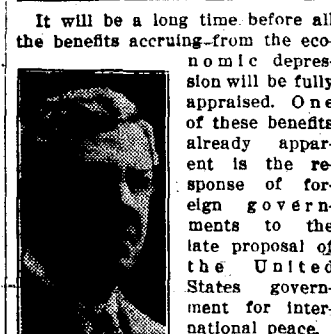 It will be a long time before all
the benefits accruing from the eco-
nomic depres-
sion will be fully
appraised. One
of these benefits
already appar-
ent is the re-
sponse of for-
eign govern-
ments to the
late proposal of
the United
States govern-
ment for inter-
national peace.